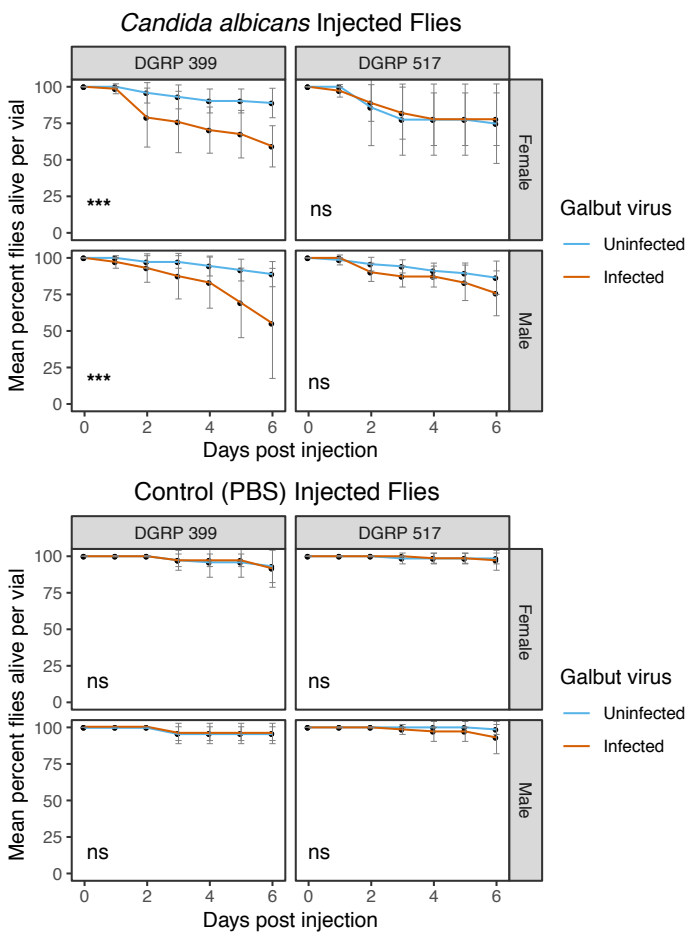 Candida albicans Injected Flies
DGRP 399
DGRP 517
Mean percent flies alive per vial
100
75
50
25
0
***
ns
Female
100
75
50
25
0
***
ns
Male
0 2 4 6
0 2 4 6
Days post injection
Galbut virus
Uninfected
Infected
Control (PBS) Injected Flies
DGRP 399
DGRP 517
Mean percent flies alive per vial
100
75
50
25
0
ns
ns
Female
100
75
50
25
0
ns
ns
Male
0 2 4 6
0 2 4 6
Days post injection
Galbut virus
Uninfected
Infected